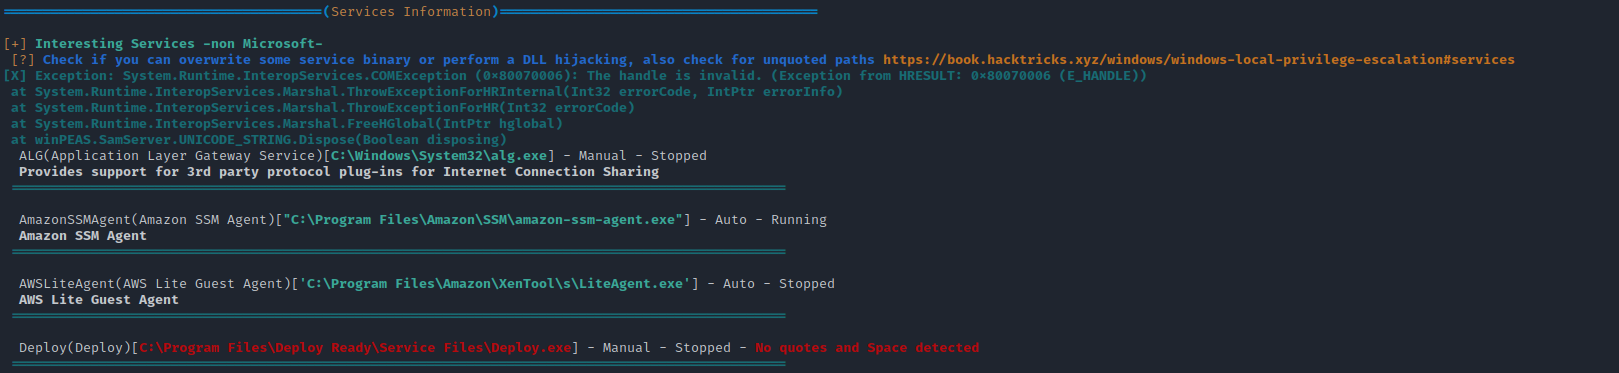 ════════════════════════════════════════(Services Information)════════════════════════════════════════
[+] Interesting Services -non Microsoft-
[?] Check if you can overwrite some service binary or perform a DLL hijacking, also check for unquoted paths https://book.hacktricks.xyz/windows/windows-local-privilege-escalation#services
[X] Exception: System.Runtime.InteropServices.COMException (0×80070006): The handle is invalid. (Exception from HRESULT: 0×80070006 (E_HANDLE))
at System.Runtime.InteropServices.Marshal.ThrowExceptionForHRInternal(Int32 errorCode, IntPtr errorInfo)
at System.Runtime.InteropServices.Marshal.ThrowExceptionForHR(Int32 errorCode)
at System.Runtime.InteropServices.Marshal.FreeHGlobal(IntPtr hglobal)
at winPEAS.SamServer.UNICODE_STRING.Dispose(Boolean disposing)
ALG(Application Layer Gateway Service)[C:\Windows\System32\alg.exe] - Manual - Stopped
Provides support for 3rd party protocol plug-ins for Internet Connection Sharing
AmazonSSMAgent(Amazon SSM Agent)["C:\Program Files\Amazon\SSM\amazon-ssm-agent.exe"] - Auto - Running
Amazon SSM Agent
AWSLiteAgent(AWS Lite Guest Agent)['C:\Program Files\Amazon\XenTool\s\LiteAgent.exe'] - Auto - Stopped
AWS Lite Guest Agent
Deploy(Deploy)[C:\Program Files\Deploy Ready\Service Files\Deploy.exe] - Manual - Stopped - No quotes and Space detected